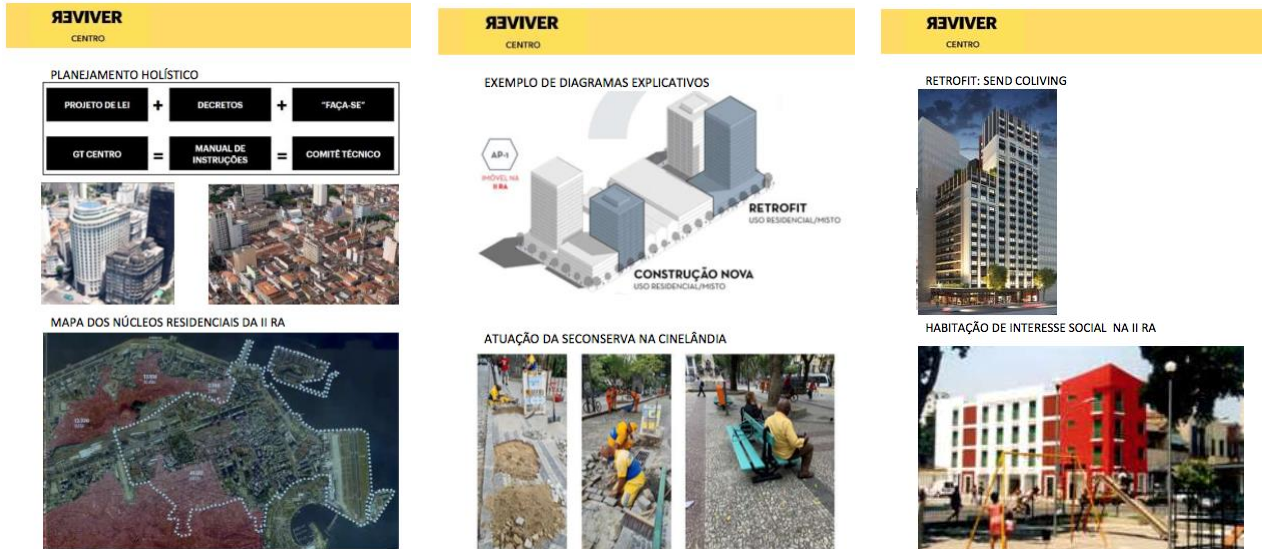 REVIVER
CENTRO
PLANEJAMENTO HOLÍSTICO
PROJETO DE LEI + DECRETOS + “FAÇA-SE”
GT CENTRO = MANUAL DE INSTRUÇÕES = COMITÊ TÉCNICO
MAPA DOS NÚCLEOS RESIDENCIAIS DA II RA
REVIVER
CENTRO
EXEMPLO DE DIAGRAMAS EXPLICATIVOS
AP-1
IMÓVEL NA
II RA
RETROFIT
USO RESIDENCIAL/MISTO
CONSTRUÇÃO NOVA
USO RESIDENCIAL/MISTO
ATUAÇÃO DA SECONSERVA NA CINELÂNDIA
REVIVER
CENTRO
RETROFIT: SEND COLIVING
HABITAÇÃO DE INTERESSE SOCIAL NA II RA